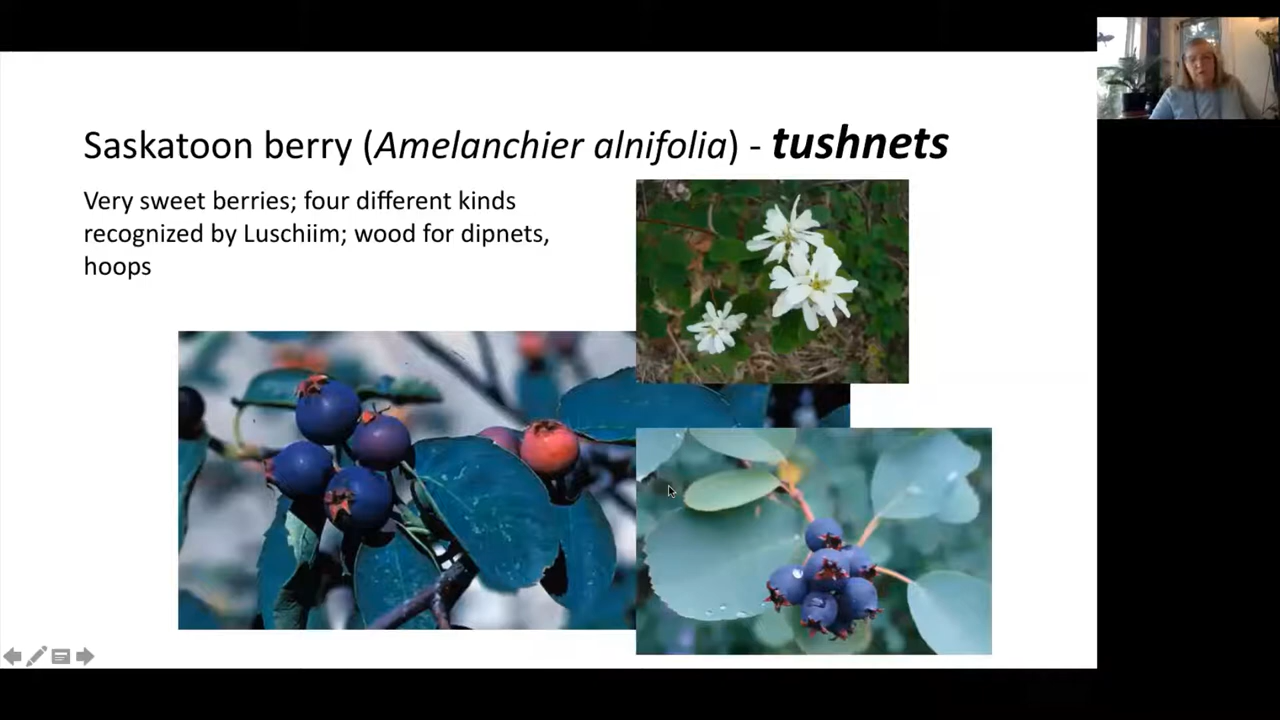 Saskatoon berry (Amelanchier alnifolia) - tushnets
Very sweet berries; four different kinds
recognized by Luschiim; wood for dipnets,
hoops